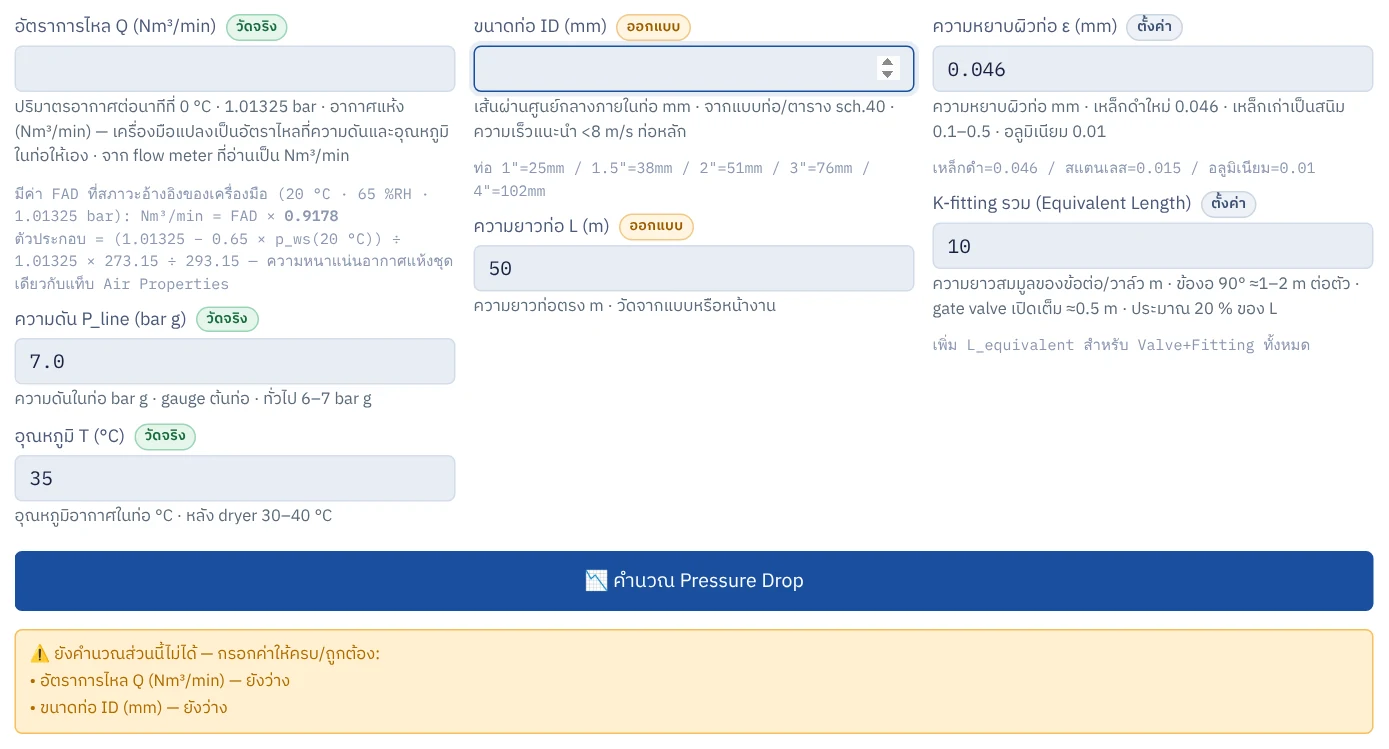 อัตราการไหล Q (Nm³/min) วัดจริง
ปริมาตรอากาศต่อนาทีที่ 0 °C · 1.01325 bar · อากาศแห้ง
(Nm³/min) — เครื่องมือแปลงเป็นอัตราไหลที่ความดันและอุณหภูมิ
ในท่อให้เอง · จาก flow meter ที่อ่านเป็น Nm³/min
มีค่า FAD ที่สภาวะอ้างอิงของเครื่องมือ (20 °C · 65 %RH ·
1.01325 bar): Nm³/min = FAD × 0.9178
ตัวประกอบ = (1.01325 − 0.65 × p_ws(20 °C)) ÷
1.01325 × 273.15 ÷ 293.15 — ความหนาแน่นอากาศแห้งชุด
เดียวกับแท็บ Air Properties
ความดัน P_line (bar g) วัดจริง
7.0
ความดันในท่อ bar g · gauge ต้นท่อ · ทั่วไป 6–7 bar g
อุณหภูมิ T (°C) วัดจริง
35
อุณหภูมิอากาศในท่อ °C · หลัง dryer 30–40 °C
ขนาดท่อ ID (mm) ออกแบบ
เส้นผ่านศูนย์กลางภายในท่อ mm · จากแบบท่อ/ตาราง sch.40 ·
ความเร็วแนะนำ <8 m/s ท่อหลัก
ท่อ 1"=25mm / 1.5"=38mm / 2"=51mm / 3"=76mm /
4"=102mm
ความยาวท่อ L (m) ออกแบบ
50
ความยาวท่อตรง m · วัดจากแบบหรือหน้างาน
ความหยาบผิวท่อ ε (mm) ตั้งค่า
0.046
ความหยาบผิวท่อ mm · เหล็กดำใหม่ 0.046 · เหล็กเก่าเป็นสนิม
0.1–0.5 · อลูมิเนียม 0.01
เหล็กดำ=0.046 / สแตนเลส=0.015 / อลูมิเนียม=0.01
K-fitting รวม (Equivalent Length) ตั้งค่า
10
ความยาวสมมูลของข้อต่อ/วาล์ว m · ข้องอ 90° ≈1–2 m ต่อตัว ·
gate valve เปิดเต็ม ≈0.5 m · ประมาณ 20 % ของ L
เพิ่ม L_equivalent สำหรับ Valve+Fitting ทั้งหมด
📉 คำนวณ Pressure Drop
⚠️ ยังคำนวณส่วนนี้ไม่ได้ — กรอกค่าให้ครบ/ถูกต้อง:
• อัตราการไหล Q (Nm³/min) — ยังว่าง
• ขนาดท่อ ID (mm) — ยังว่าง